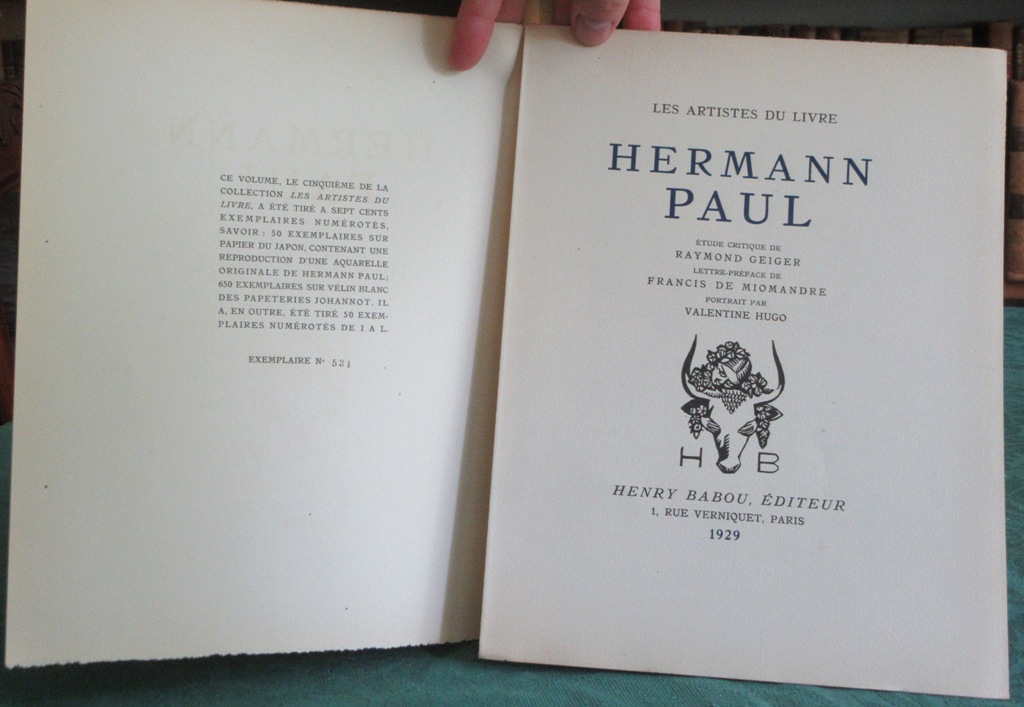 CE VOLUME, LE CINQUIÈME DE LA
COLLECTION LES ARTISTES DU
LIVRE, A ÉTÉ TIRÉ A SEPT CENTS
EXEMPLAIRES NUMÉROTÉS,
SAVOIR : 50 EXEMPLAIRES SUR
PAPIER DU JAPON, CONTENANT UNE
REPRODUCTION D'UNE AQUARELLE
ORIGINALE DE HERMANN PAUL;
650 EXEMPLAIRES SUR VÉLIN BLANC
DES PAPETERIES JOHANNOT. IL
A, EN OUTRE, ÉTÉ TIRÉ 50 EXEM-
PLAIRES NUMÉROTÉS DE I A L.
EXEMPLAIRE No 531
LES ARTISTES DU LIVRE
HERMANN
PAUL
ÉTUDE CRITIQUE DE
RAYMOND GEIGER
LETTRE-PRÉFACE DE
FRANCIS DE MIOMANDRE
PORTRAIT PAR
VALENTINE HUGO
H B
HENRY BABOU, ÉDITEUR
1, RUE VERNIQUET, PARIS
1929